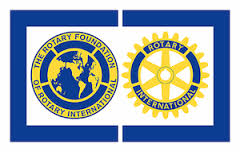 THE ROTARY FOUNDATION
OF ROTARY INTERNATIONAL
ROTARY
INTERNATIONAL